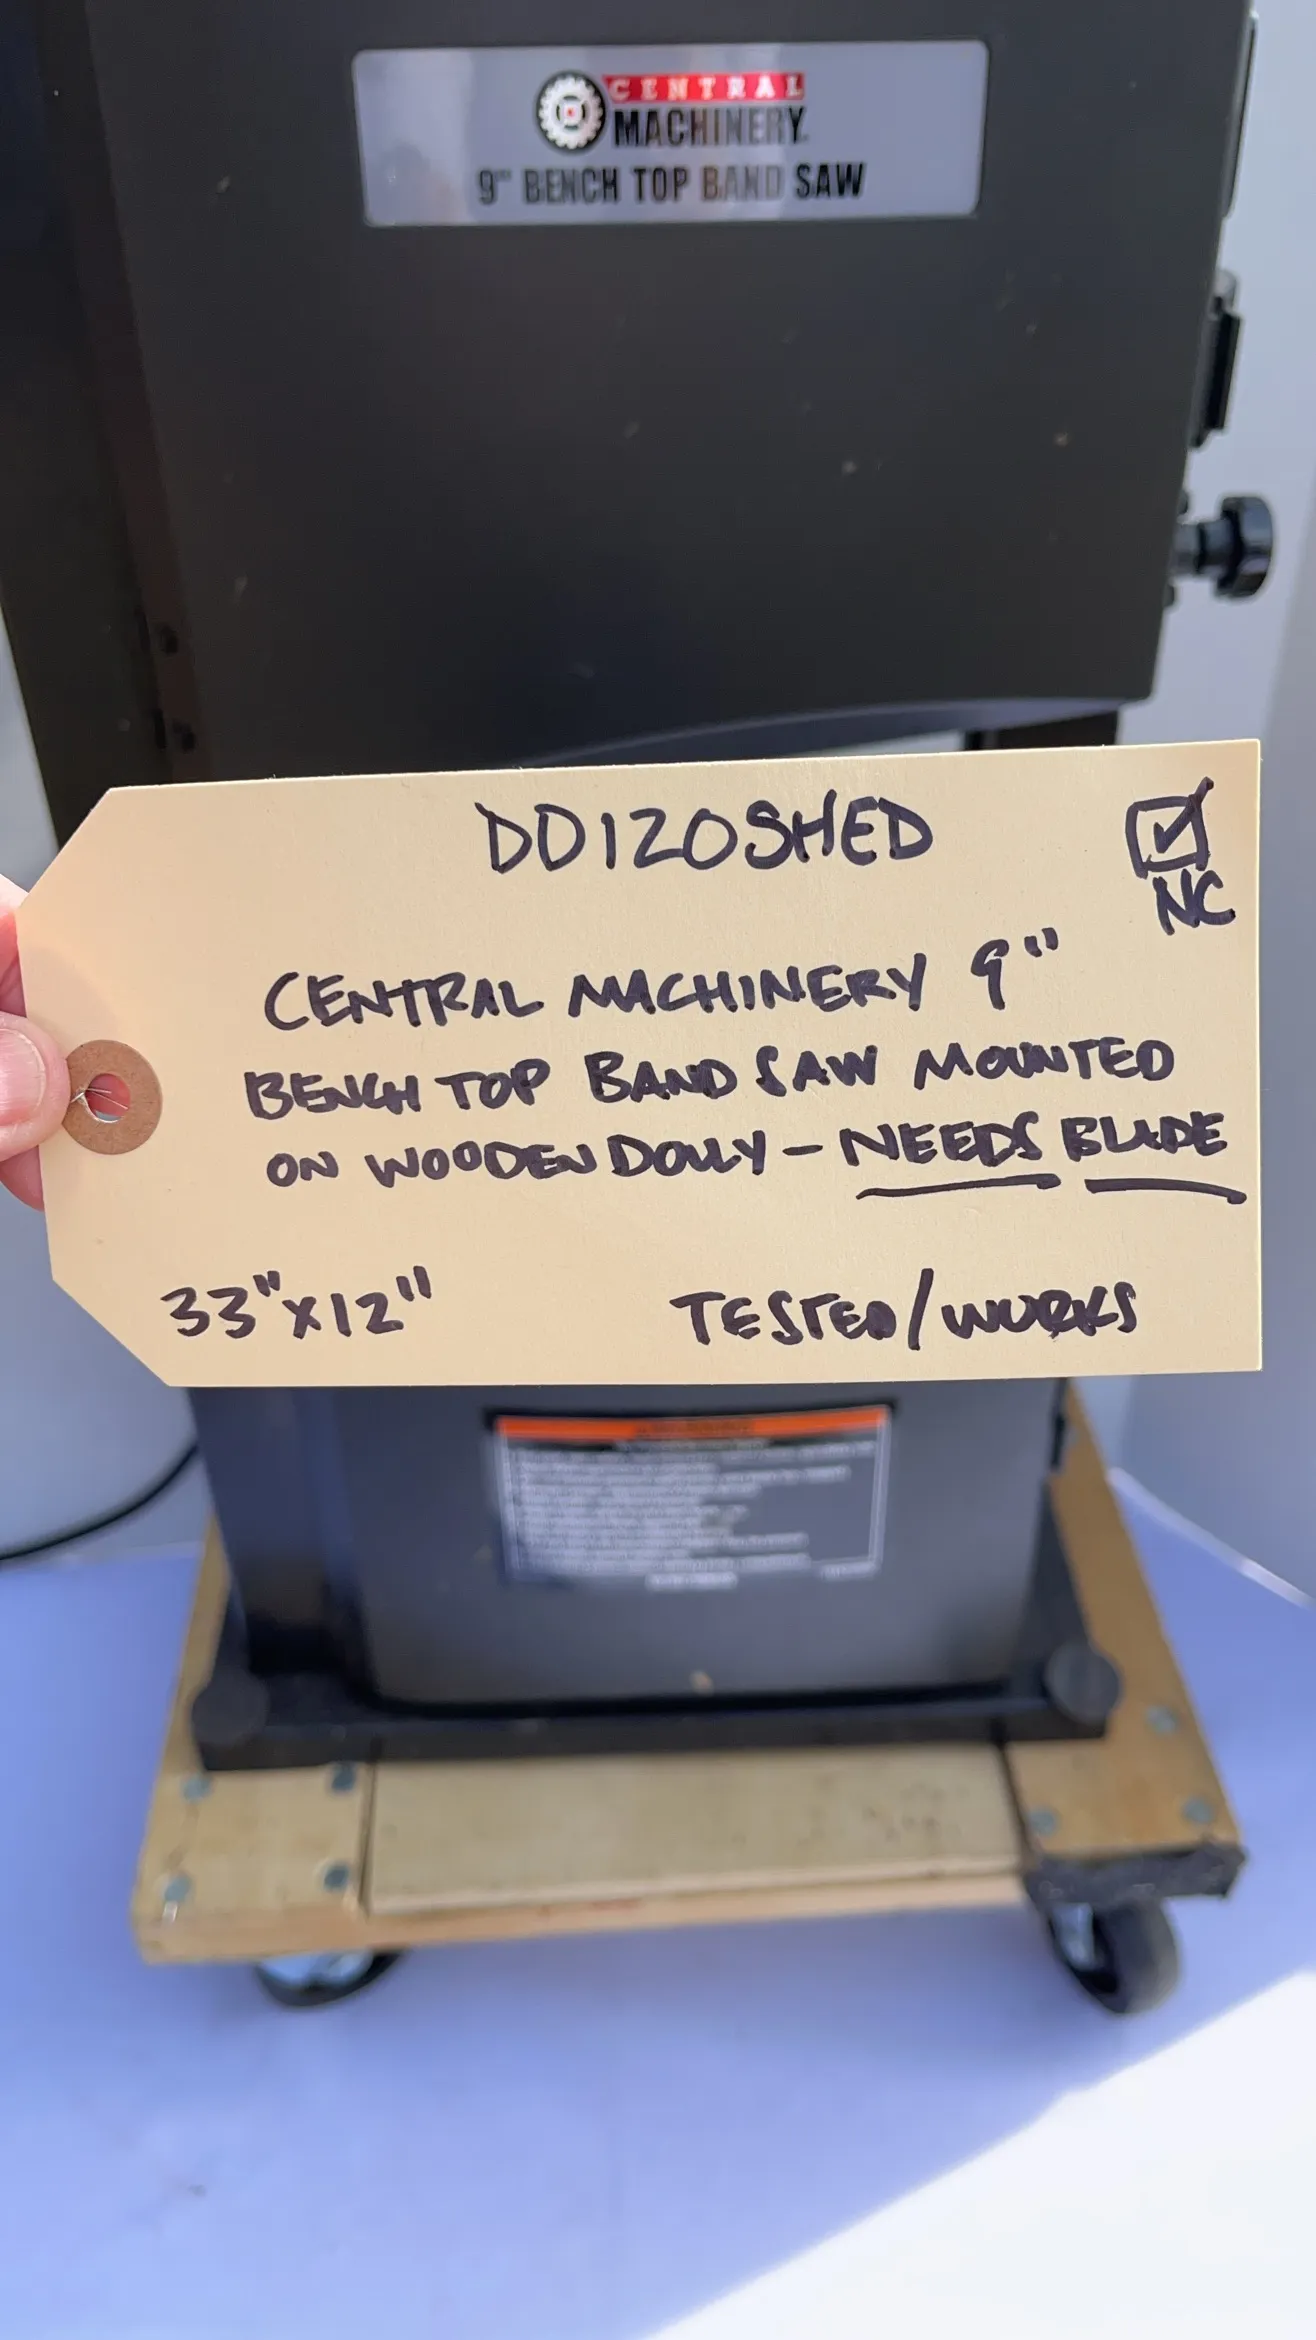 CENTRAL
MACHINERY
9" BENCH TOP BAND SAW
DD120SHED
NC
CENTRAL MACHINERY 9"
BENCH TOP BAND SAW MOUNTED
ON WOODEN DOLLY - NEEDS BLADE
33"X12"
TESTED/WORKS